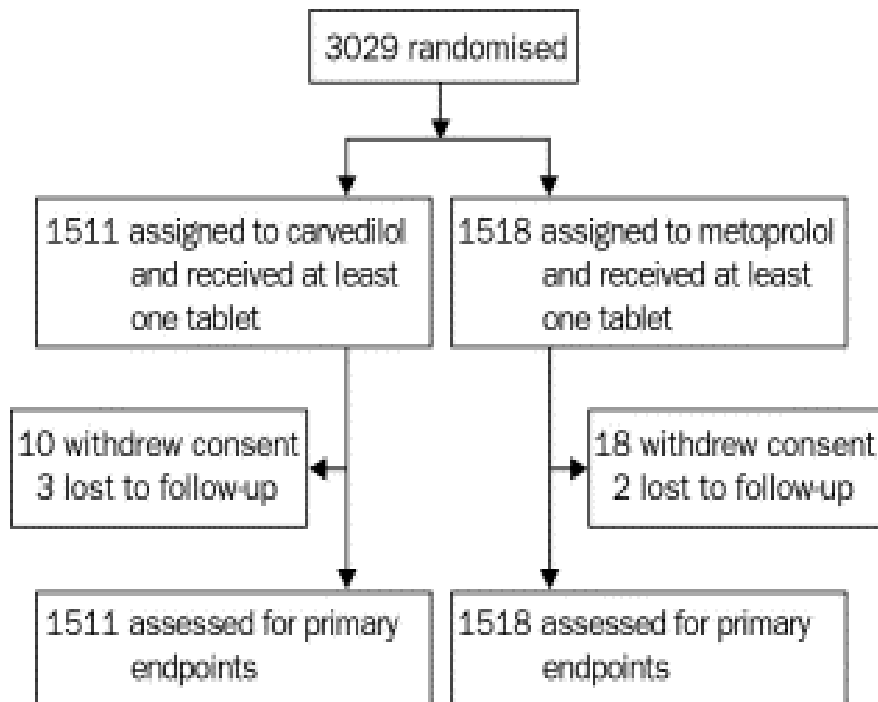 3029 randomised
1511 assigned to carvedilol
and received at least
one tablet
1518 assigned to metoprolol
and received at least
one tablet
10 withdrew consent
3 lost to follow-up
18 withdrew consent
2 lost to follow-up
1511 assessed for primary
endpoints
1518 assessed for primary
endpoints